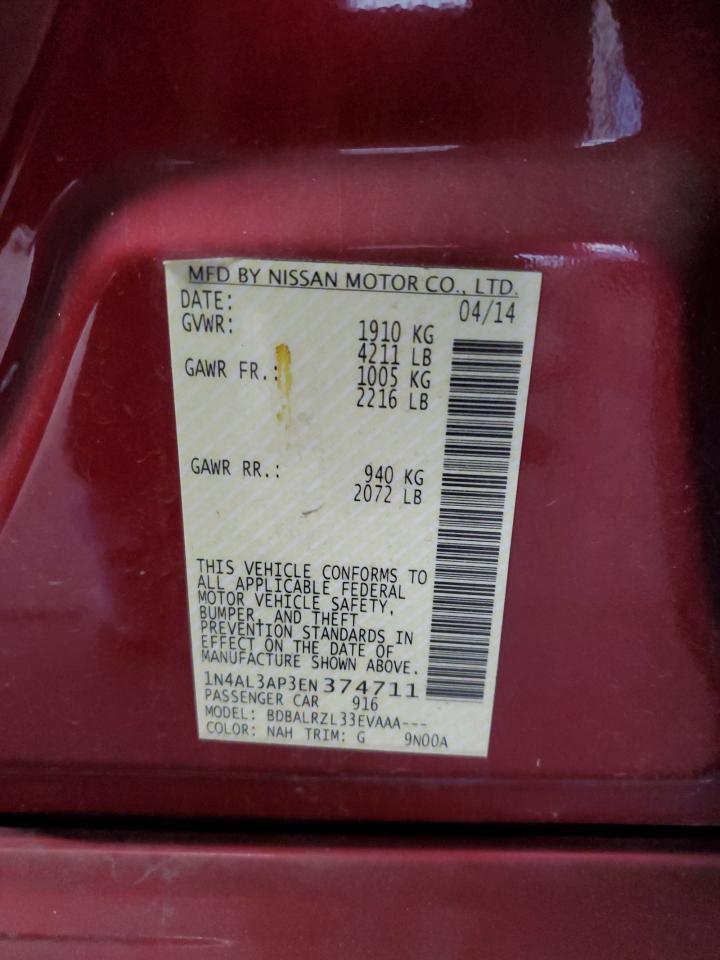 MFD BY NISSAN MOTOR CO., LTD.
DATE: 04/14
GVWR: 1910 KG
4211 LB
GAWR FR.: 1005 KG
2216 LB
GAWR RR.: 940 KG
2072 LB
THIS VEHICLE CONFORMS TO
ALL APPLICABLE FEDERAL
MOTOR VEHICLE SAFETY,
BUMPER, AND THEFT
PREVENTION STANDARDS IN
EFFECT ON THE DATE OF
MANUFACTURE SHOWN ABOVE.
1N4AL3AP3EN374711
PASSENGER CAR 916
MODEL: BDBALRZL33EVAAA---
COLOR: NAH TRIM: G 9N00A